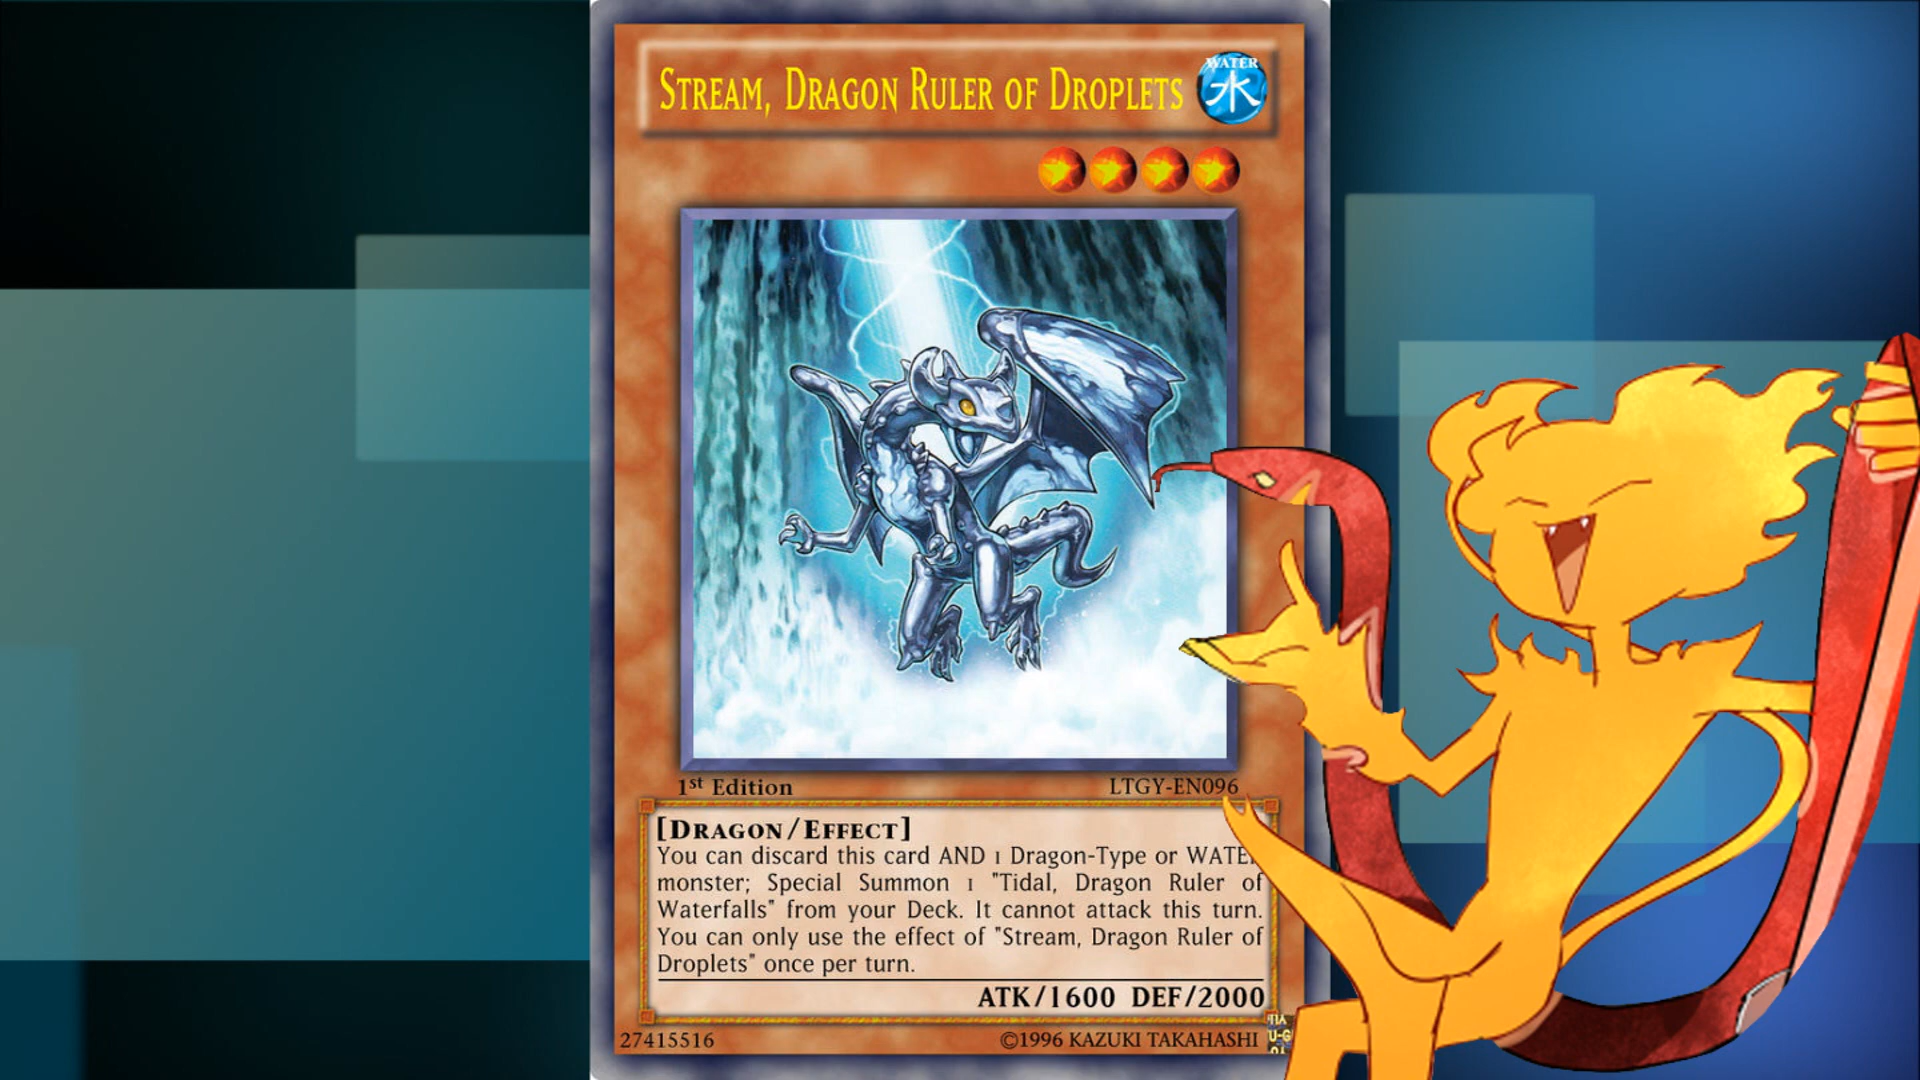 STREAM, DRAGON RULER OF DROPLETS
WATER
水
1st Edition
LTGY-EN096
[DRAGON/EFFECT]
You can discard this card AND 1 Dragon-Type or WATER
monster; Special Summon 1 "Tidal, Dragon Ruler of
Waterfalls" from your Deck. It cannot attack this turn.
You can only use the effect of "Stream, Dragon Ruler of
Droplets" once per turn.
ATK/1600 DEF/2000
27415516
©1996 KAZUKI TAKAHASHI